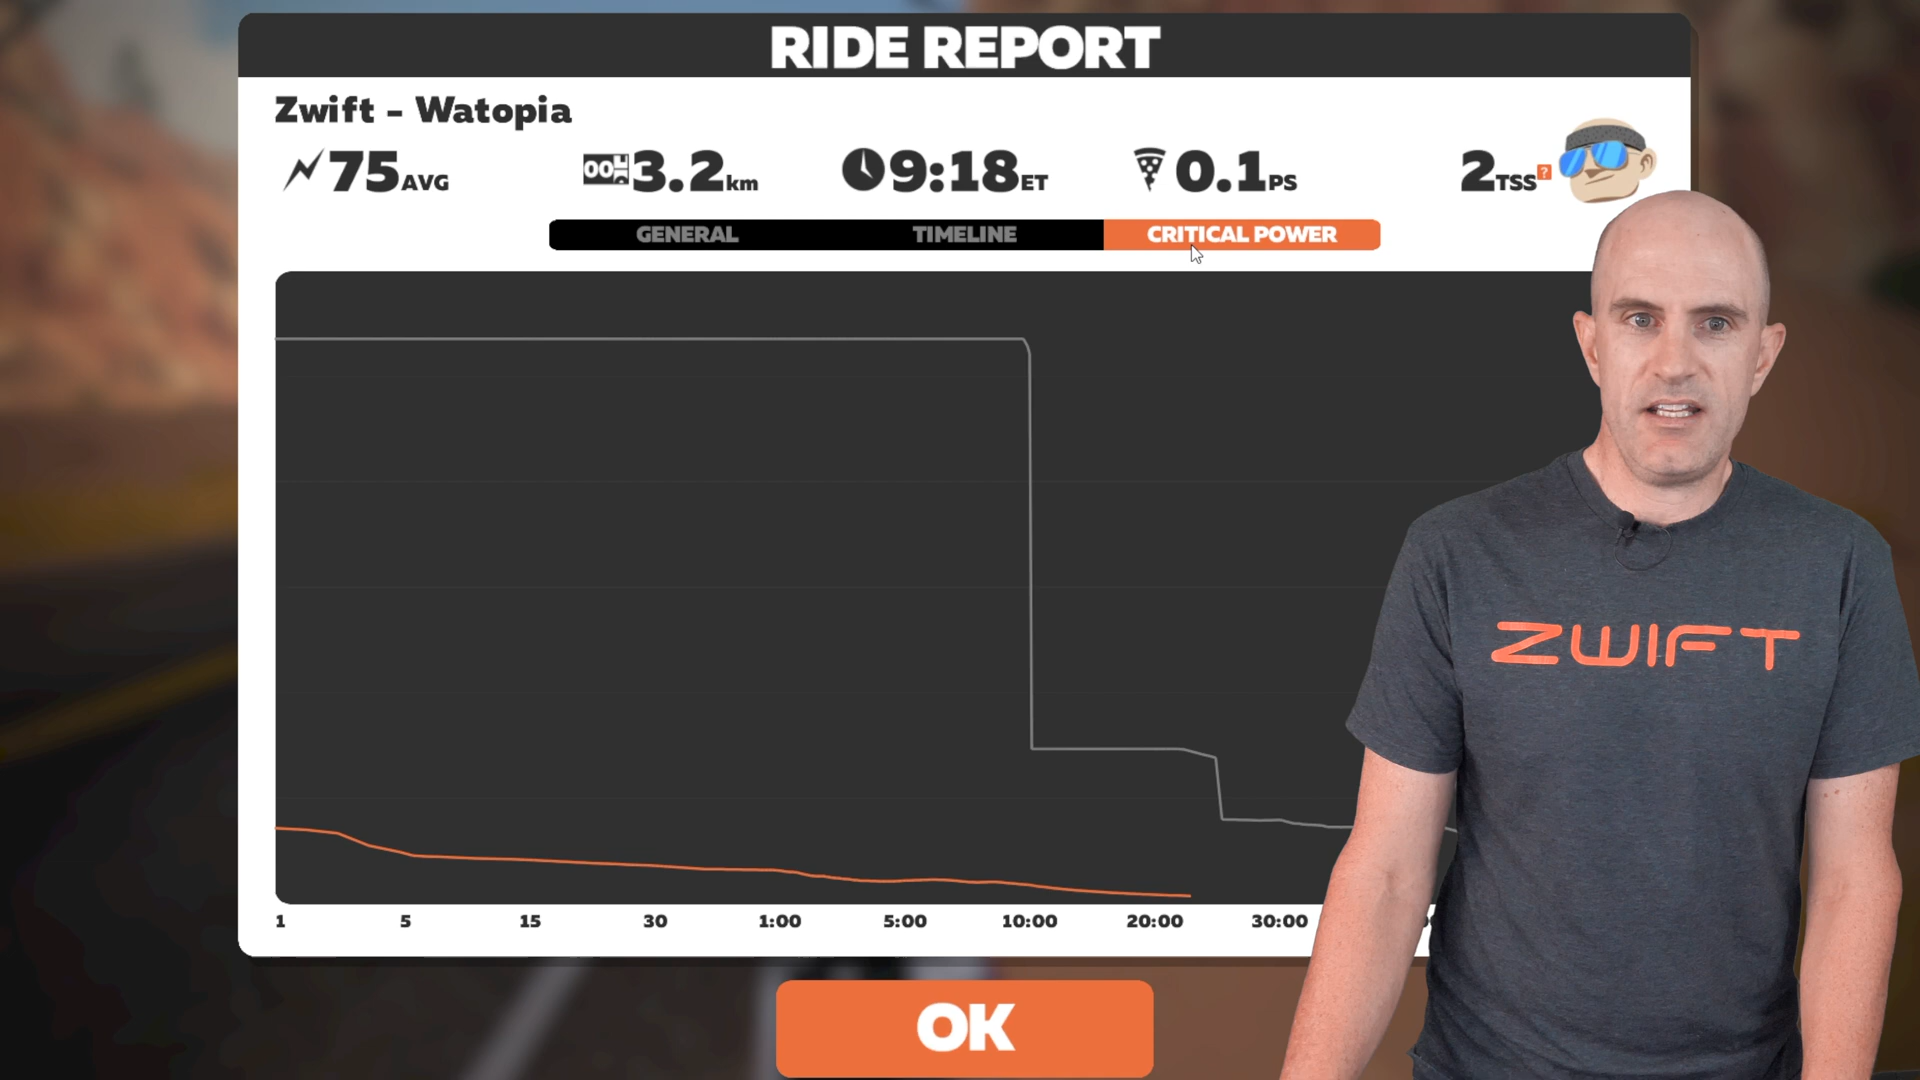 RIDE REPORT
Zwift - Watopia
75AVG
3.2km
9:18ET
0.1PS
2TSS?
GENERAL
TIMELINE
CRITICAL POWER
1 5 15 30 1:00 5:00 10:00 20:00 30:00
ZWIFT
OK